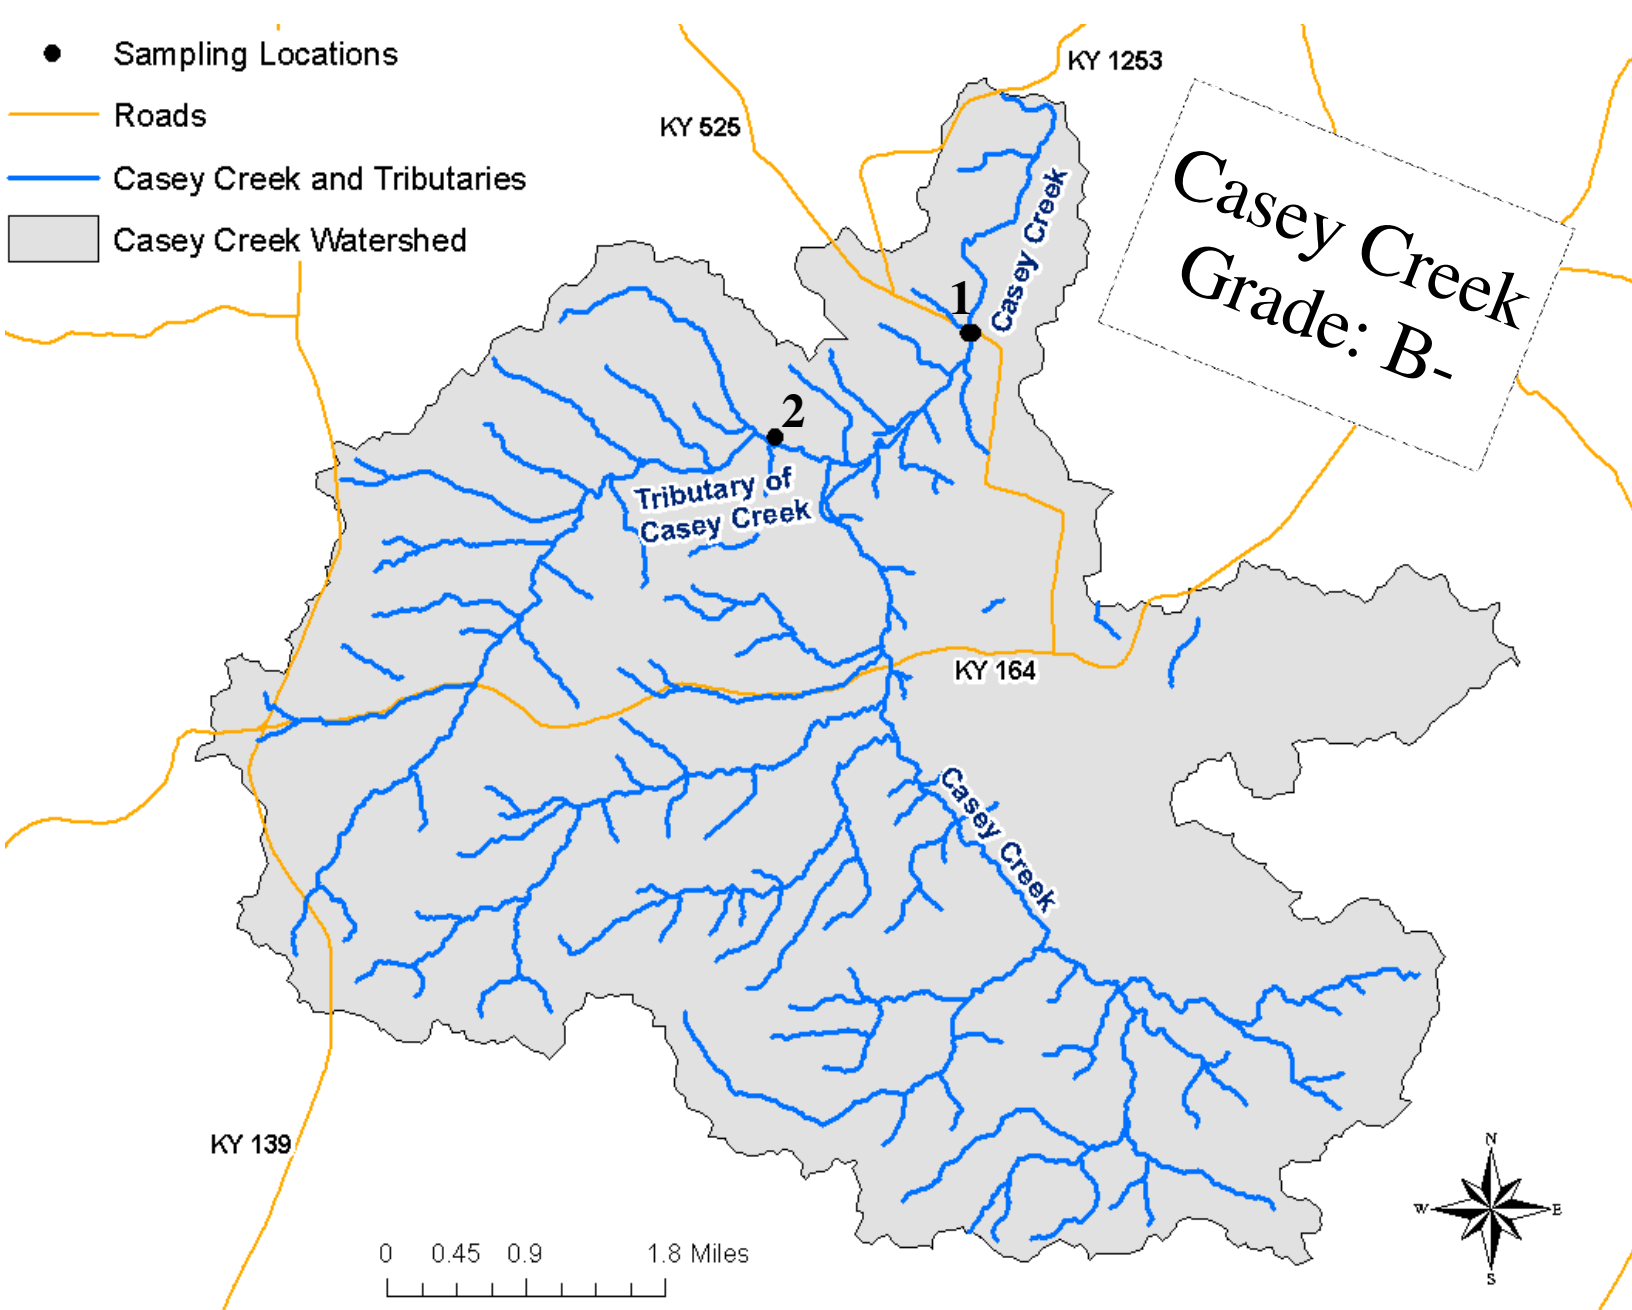 Sampling Locations
Roads
Casey Creek and Tributaries
Casey Creek Watershed
KY 1253
KY 525
Casey Creek
Grade: B-
Casey Creek
1
2
Tributary of
Casey Creek
KY 164
Casey Creek
KY 139
N
W
E
S
0 0.45 0.9 1.8 Miles